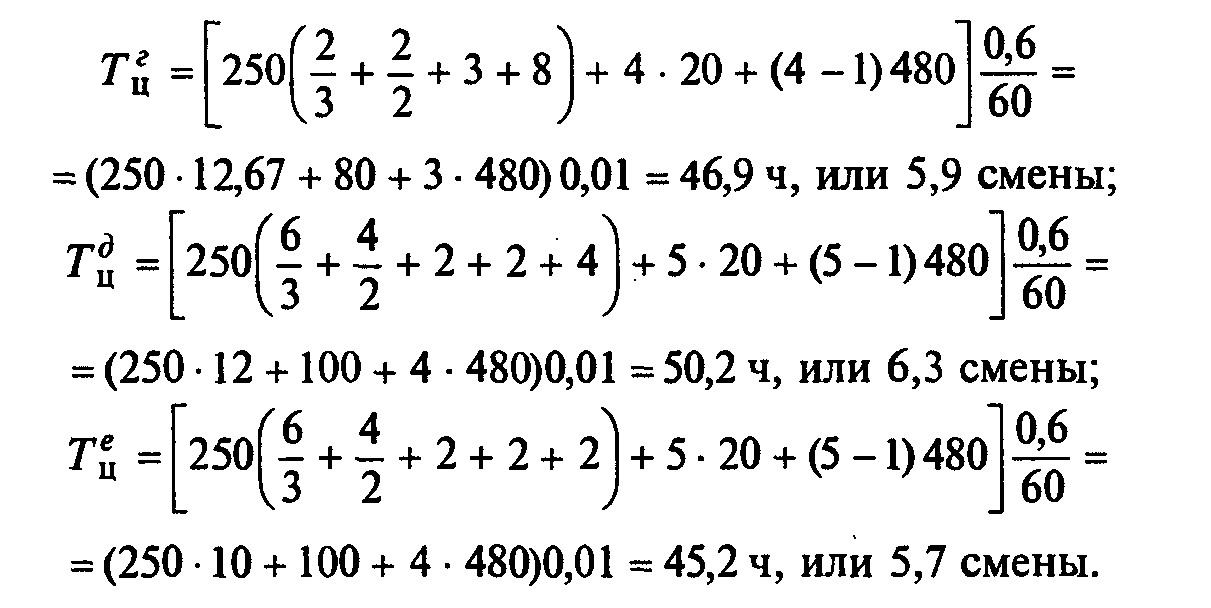 T_ц^г = [250(2/3 + 2/2 + 3 + 8) + 4 · 20 + (4 – 1) 480] 0,6/60 =
= (250 · 12,67 + 80 + 3 · 480) 0,01 = 46,9 ч, или 5,9 смены;
T_ц^д = [250(6/3 + 4/2 + 2 + 2 + 4) + 5 · 20 + (5 – 1) 480] 0,6/60 =
= (250 · 12 + 100 + 4 · 480)0,01 = 50,2 ч, или 6,3 смены;
T_ц^е = [250(6/3 + 4/2 + 2 + 2 + 2) + 5 · 20 + (5 – 1) 480] 0,6/60 =
= (250 · 10 + 100 + 4 · 480)0,01 = 45,2 ч, или 5,7 смены.